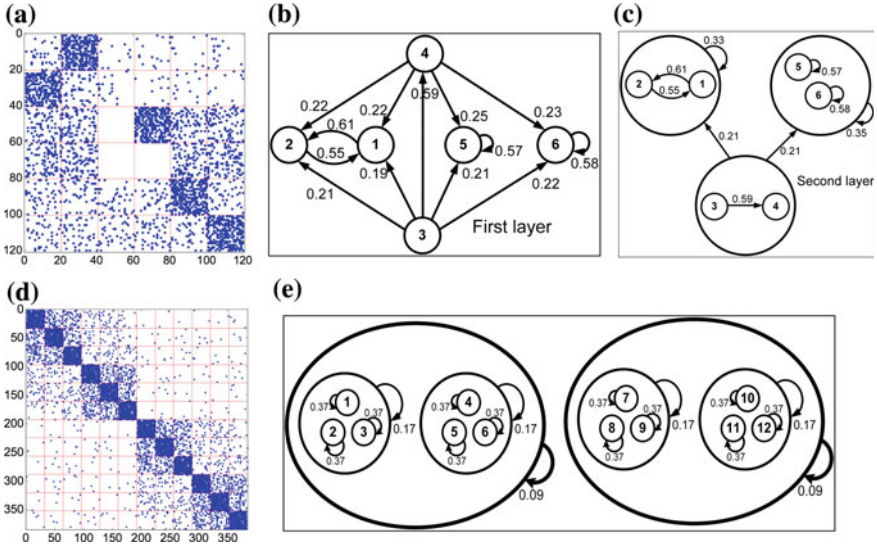 (a)
0
20
40
60
80
100
120
0 20 40 60 80 100 120
(b)
4
0.22 0.22 0.59 0.25 0.23
0.61
2 1 5 6
0.55 0.57 0.58
0.21 0.19 0.21 0.22
3
First layer
(c)
0.33
0.61
2 1
0.55
5
0.57
6
0.58
0.35
0.21 0.21
Second layer
3 0.59 4
(d)
0
50
100
150
200
250
300
350
0 50 100 150 200 250 300 350
(e)
1 4 7 10
0.37 0.37 0.37 0.37 0.37 0.37 0.37 0.37
2 3 5 6 8 9 11 12
0.17 0.17 0.17 0.17
0.37 0.37 0.37 0.37
0.09 0.09